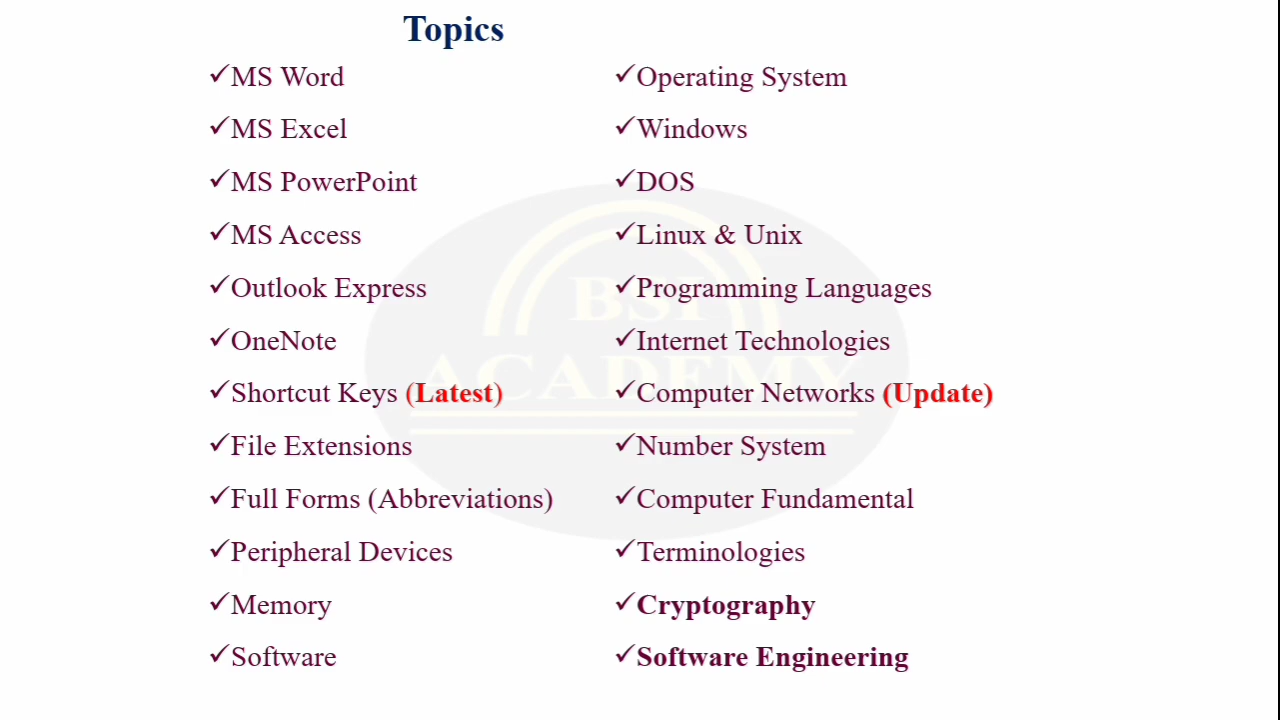 Topics
✓MS Word
✓MS Excel
✓MS PowerPoint
✓MS Access
✓Outlook Express
✓OneNote
✓Shortcut Keys (Latest)
✓File Extensions
✓Full Forms (Abbreviations)
✓Peripheral Devices
✓Memory
✓Software
✓Operating System
✓Windows
✓DOS
✓Linux & Unix
✓Programming Languages
✓Internet Technologies
✓Computer Networks (Update)
✓Number System
✓Computer Fundamental
✓Terminologies
✓Cryptography
✓Software Engineering
BSI
ACADEMY